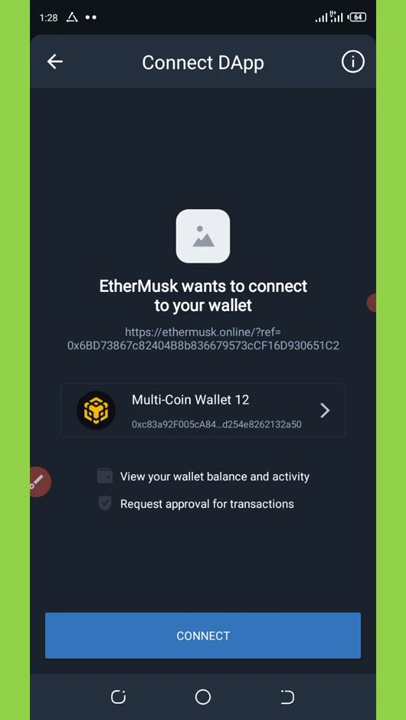 1:28
64
Connect DApp
EtherMusk wants to connect
to your wallet
https://ethermusk.online/?ref=
0x6BD73867c82404B8b836679573cCF16D930651C2
Multi-Coin Wallet 12
0xc83a92F005cA84...d254e8262132a50
View your wallet balance and activity
Request approval for transactions
CONNECT